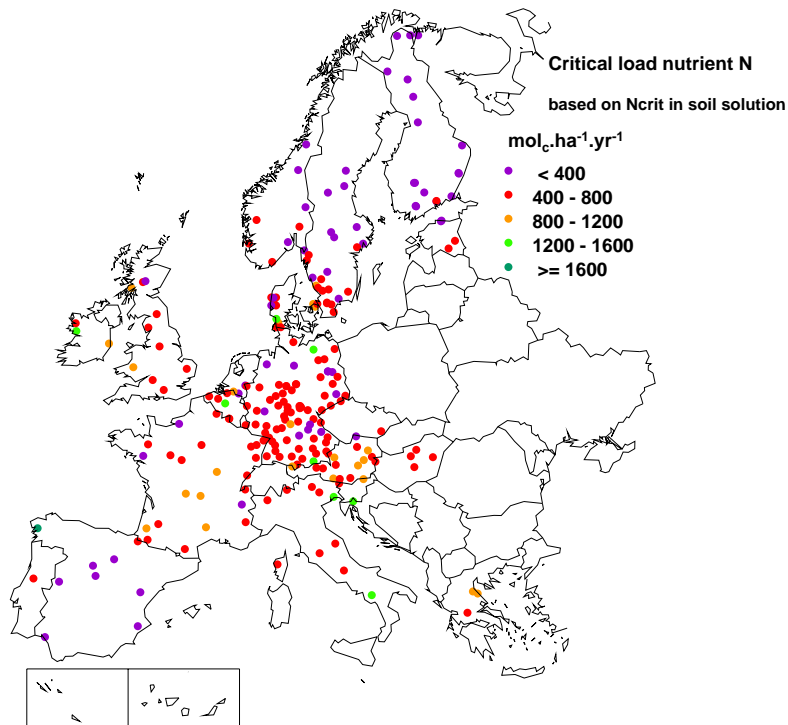 Critical load nutrient N
based on Ncrit in soil solution
mol_c.ha⁻¹.yr⁻¹
< 400
400 - 800
800 - 1200
1200 - 1600
>= 1600